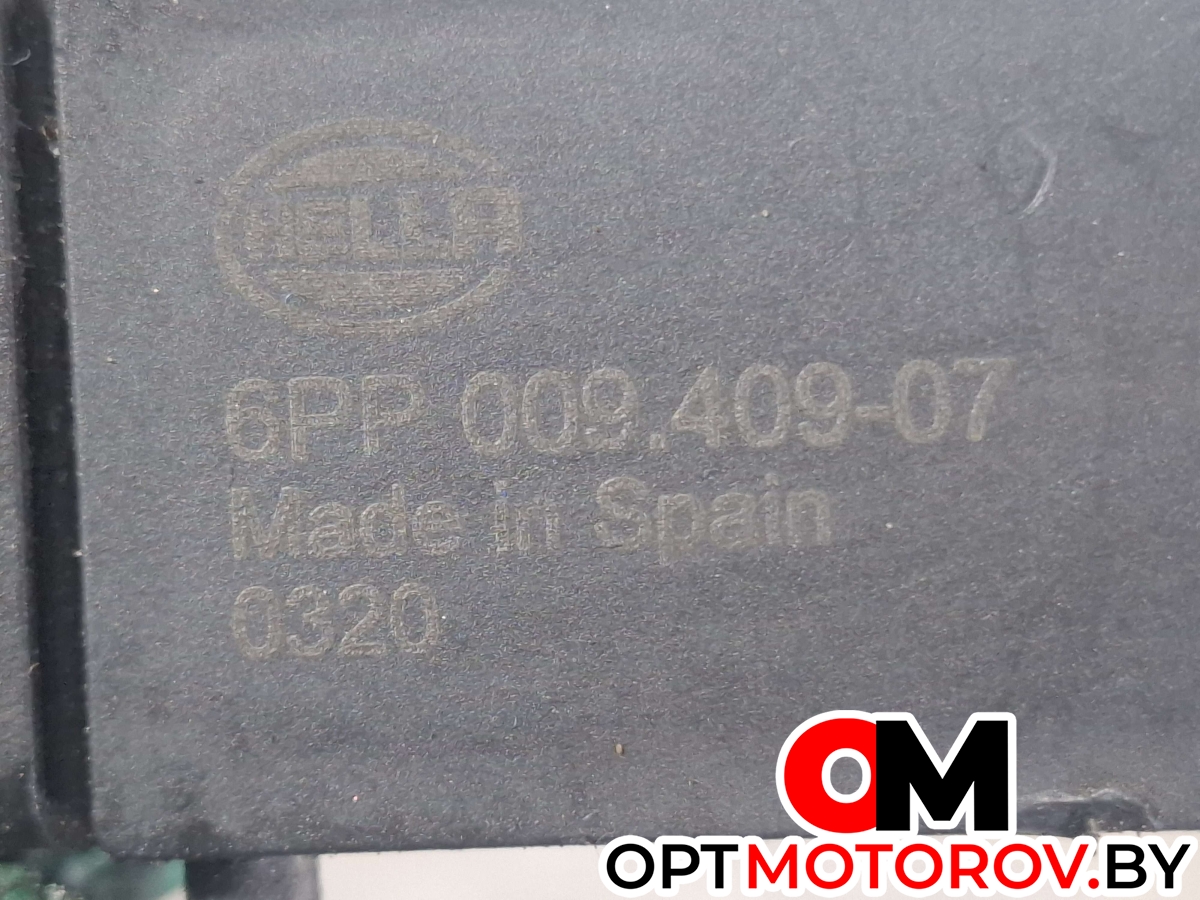 HELLA
6PP 009.409-07
Made in Spain
0320
OM
OPTMOTOROV.BY